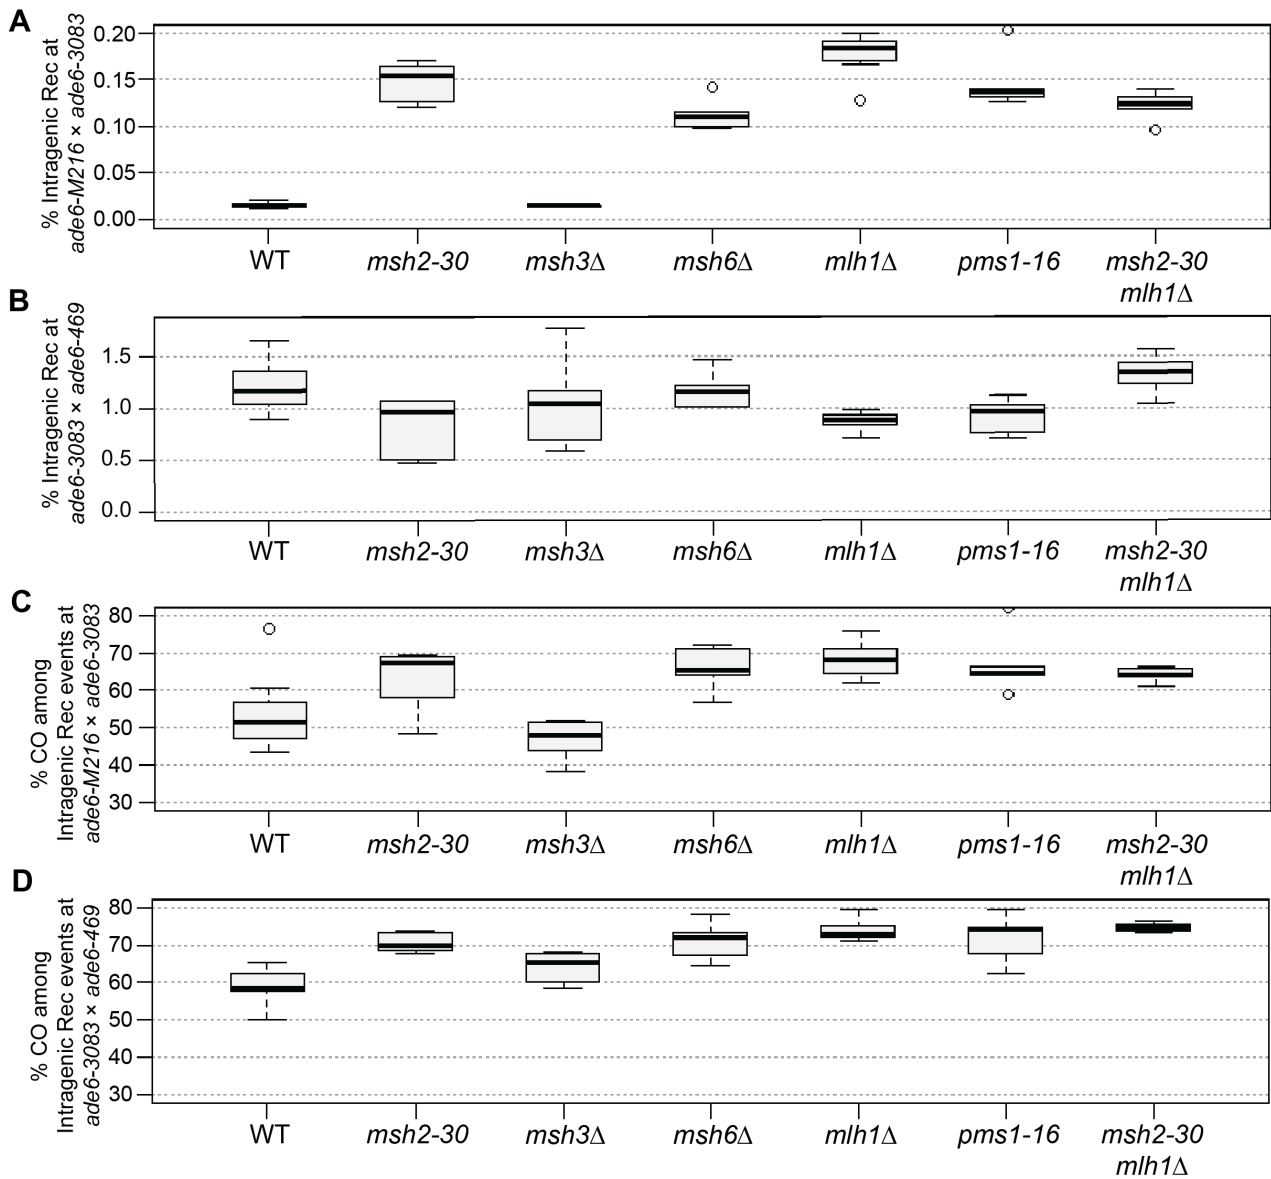 A
% Intragenic Rec at
ade6-M216 × ade6-3083
0.20
0.15
0.10
0.05
0.00
WT
msh2-30
msh3Δ
msh6Δ
mlh1Δ
pms1-16
msh2-30
mlh1Δ
B
% Intragenic Rec at
ade6-3083 × ade6-469
1.5
1.0
0.5
0.0
WT
msh2-30
msh3Δ
msh6Δ
mlh1Δ
pms1-16
msh2-30
mlh1Δ
C
% CO among
Intragenic Rec events at
ade6-M216 × ade6-3083
80
70
60
50
40
30
WT
msh2-30
msh3Δ
msh6Δ
mlh1Δ
pms1-16
msh2-30
mlh1Δ
D
% CO among
Intragenic Rec events at
ade6-3083 × ade6-469
80
70
60
50
40
30
WT
msh2-30
msh3Δ
msh6Δ
mlh1Δ
pms1-16
msh2-30
mlh1Δ